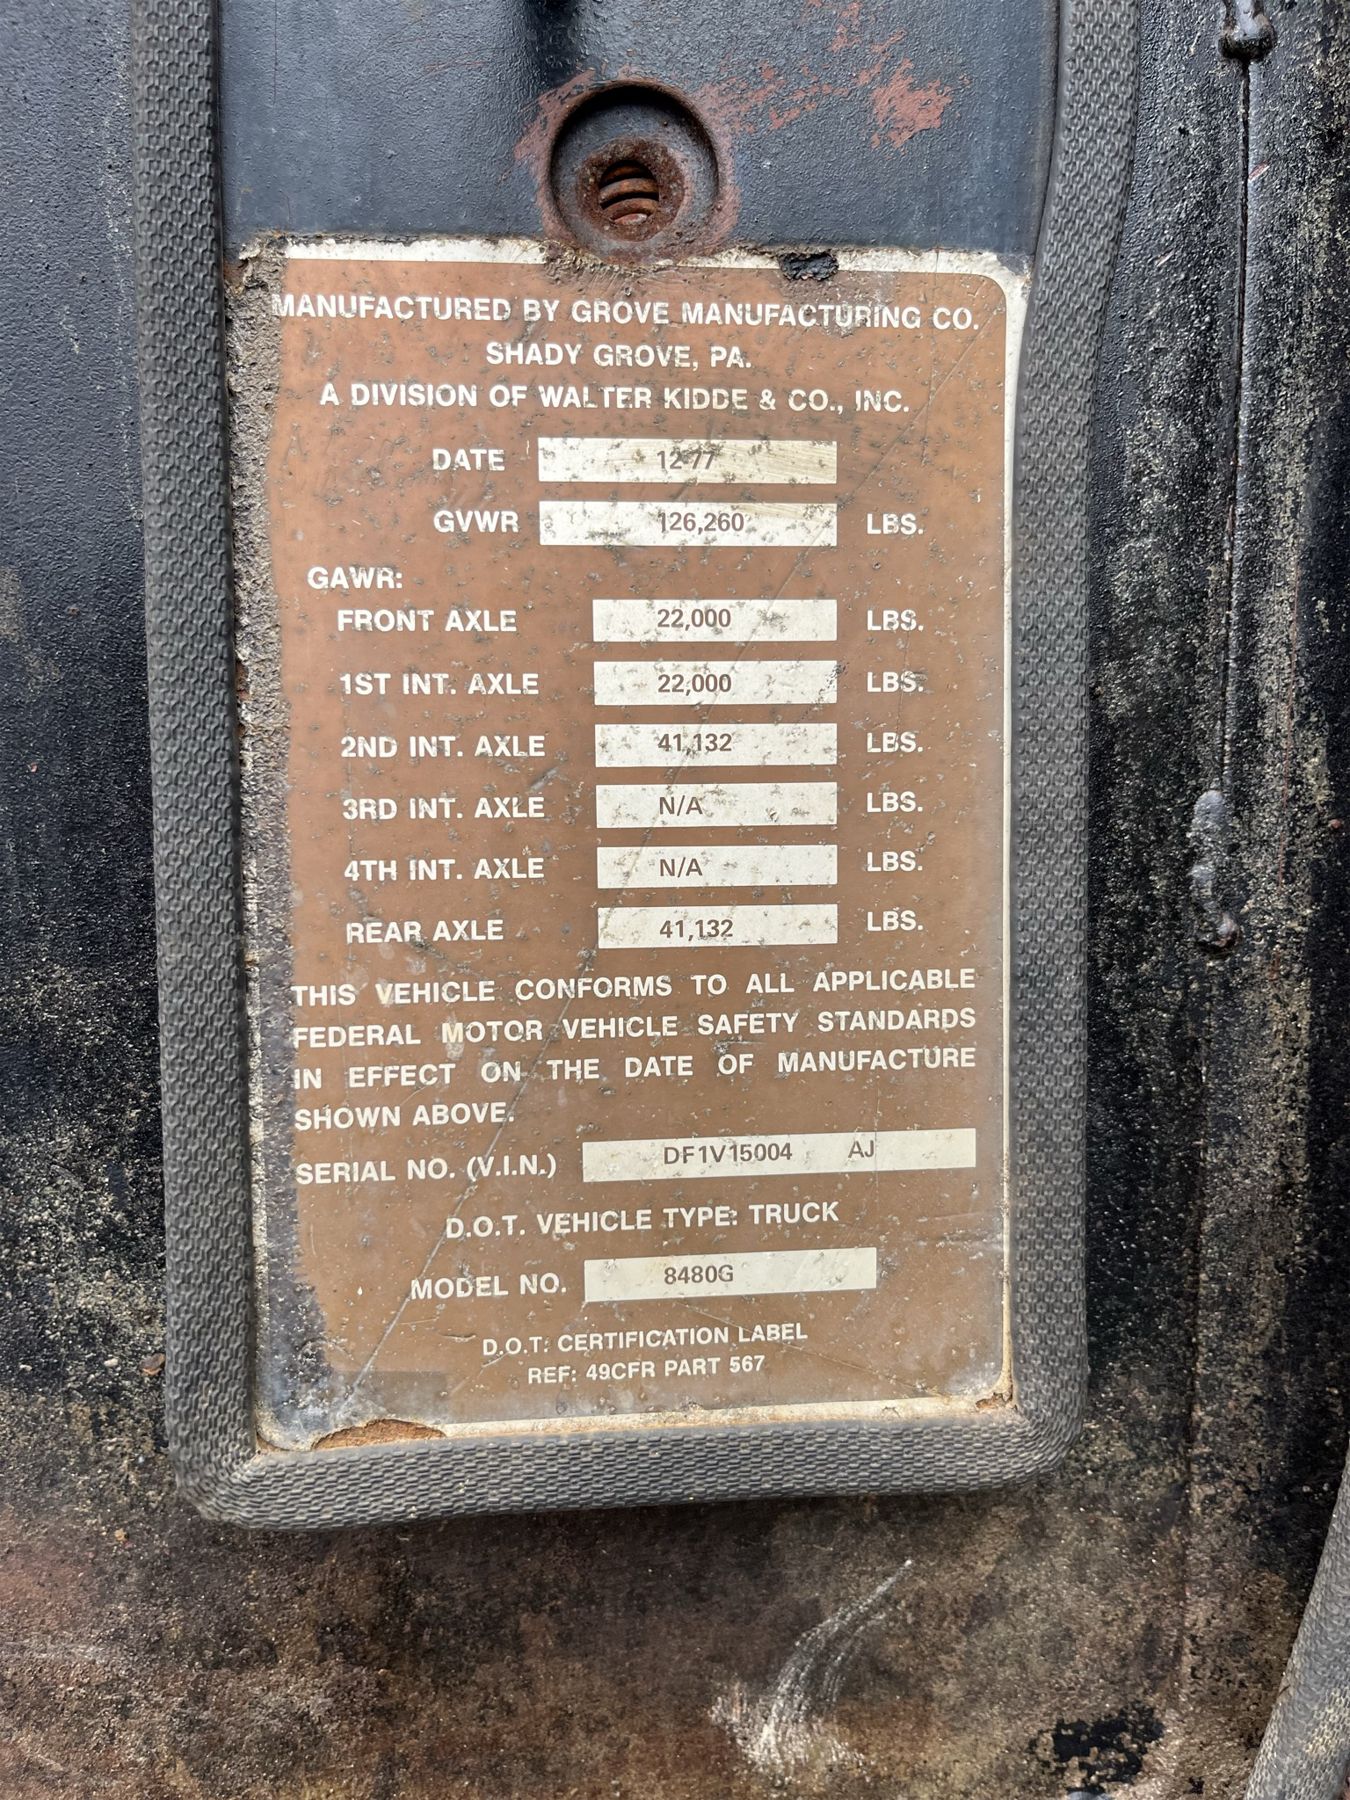 MANUFACTURED BY GROVE MANUFACTURING CO.
SHADY GROVE, PA.
A DIVISION OF WALTER KIDDE & CO., INC.
DATE 12-77
GVWR 126,260 LBS.
GAWR:
FRONT AXLE 22,000 LBS.
1ST INT. AXLE 22,000 LBS.
2ND INT. AXLE 41,132 LBS.
3RD INT. AXLE N/A LBS.
4TH INT. AXLE N/A LBS.
REAR AXLE 41,132 LBS.
THIS VEHICLE CONFORMS TO ALL APPLICABLE
FEDERAL MOTOR VEHICLE SAFETY STANDARDS
IN EFFECT ON THE DATE OF MANUFACTURE
SHOWN ABOVE.
SERIAL NO. (V.I.N.) DF1V15004 AJ
D.O.T. VEHICLE TYPE: TRUCK
MODEL NO. 8480G
D.O.T. CERTIFICATION LABEL
REF: 49CFR PART 567